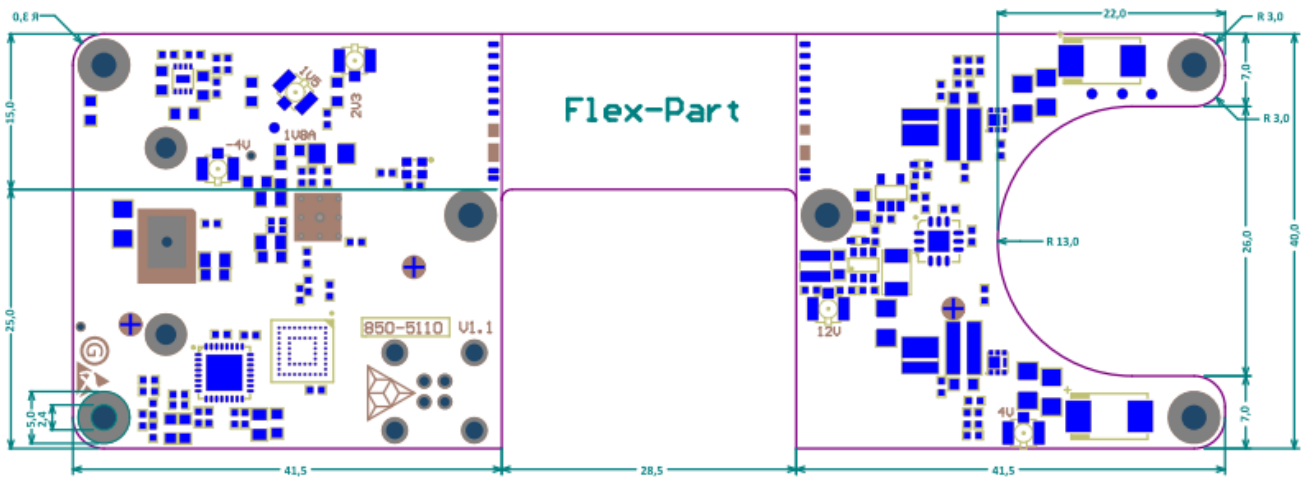 R 3,0
22,0
R 3,0
15,0
7,0
40,0
1V5
2V3
Flex-Part
1V8A
-4V
R 3,0
25,0
26,0
R 13,0
12V
850-5110 V1.1
G
5,0
2,4
4V
7,0
41,5
28,5
41,5